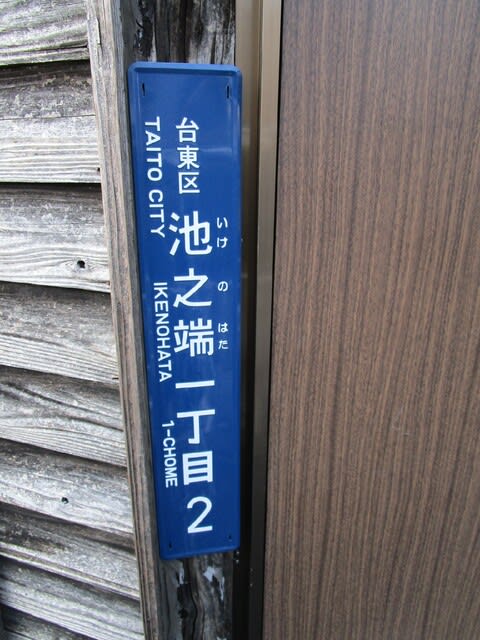 台東区
TAITO CITY
いけ の はた
池之端一丁目 2
IKENOHATA 1-CHOME